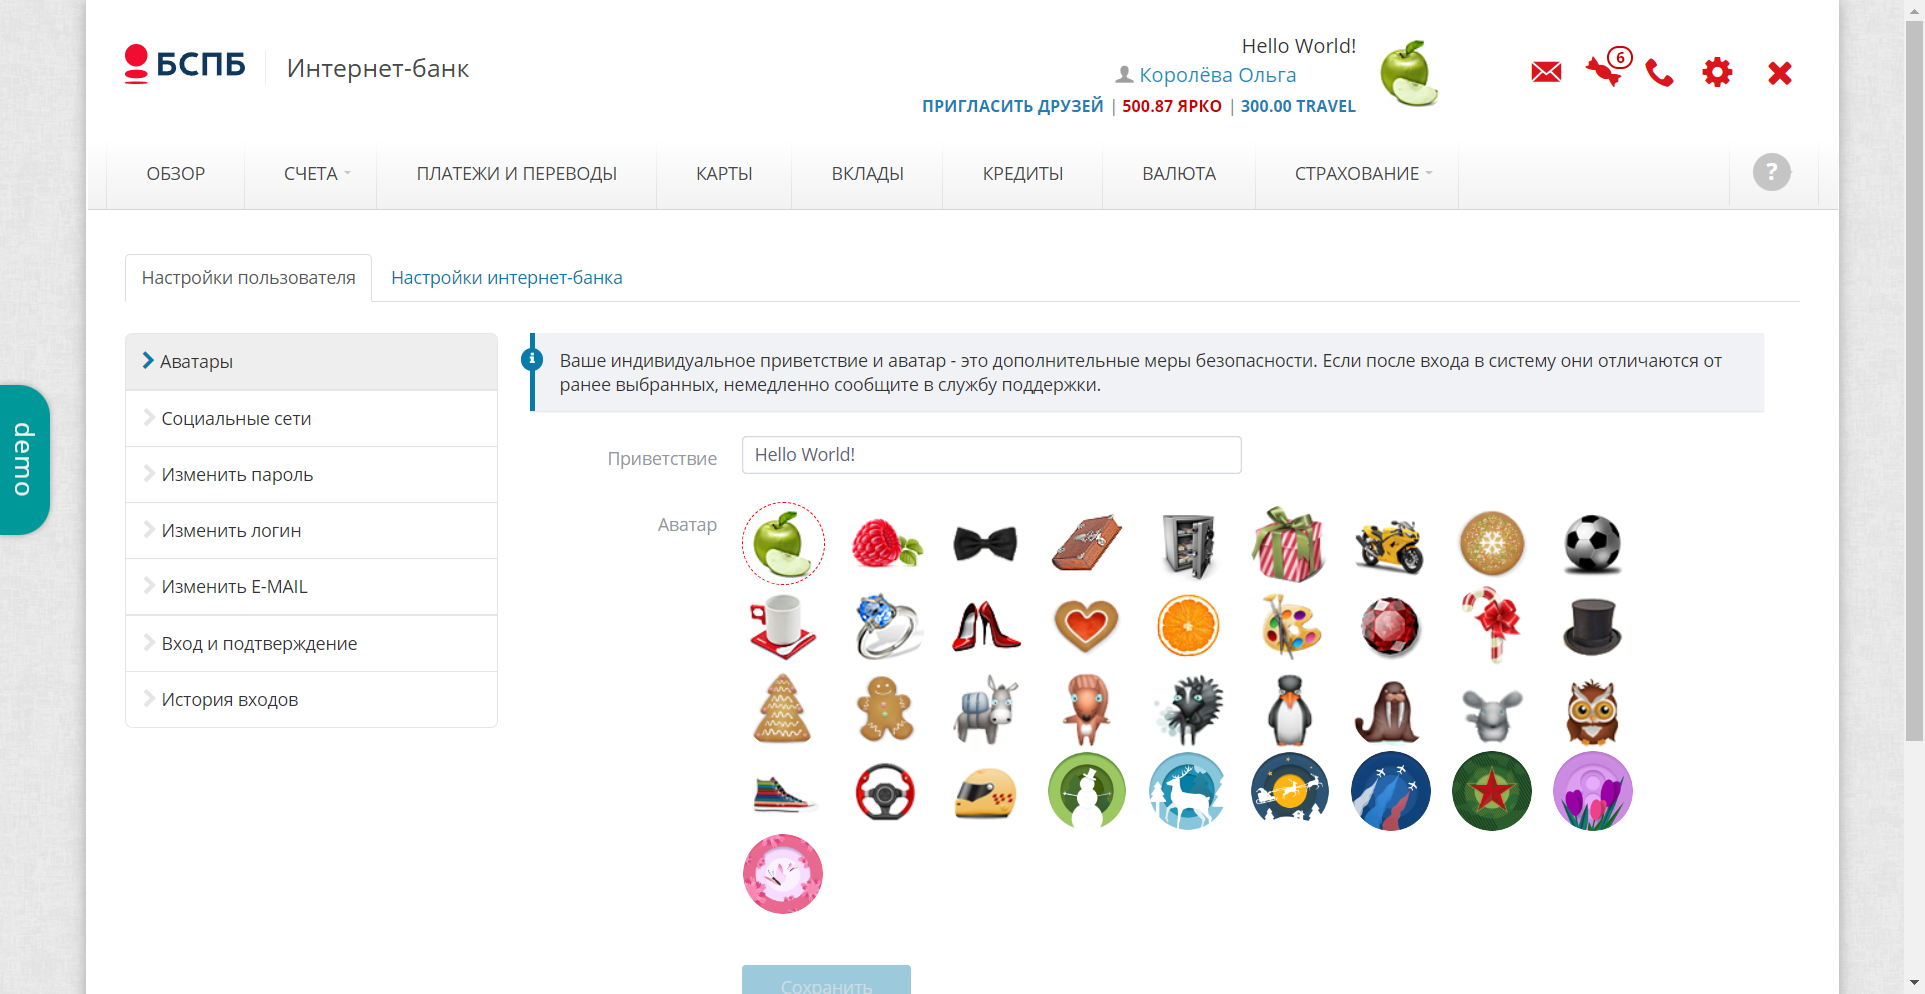 БСПБ
Интернет-банк
Hello World!
Королёва Ольга
ПРИГЛАСИТЬ ДРУЗЕЙ | 500.87 ЯРКО | 300.00 TRAVEL
6
ОБЗОР
СЧЕТА
ПЛАТЕЖИ И ПЕРЕВОДЫ
КАРТЫ
ВКЛАДЫ
КРЕДИТЫ
ВАЛЮТА
СТРАХОВАНИЕ
?
Настройки пользователя
Настройки интернет-банка
demo
Аватары
Социальные сети
Изменить пароль
Изменить логин
Изменить E-MAIL
Вход и подтверждение
История входов
Ваше индивидуальное приветствие и аватар - это дополнительные меры безопасности. Если после входа в систему они отличаются от
ранее выбранных, немедленно сообщите в службу поддержки.
Приветствие
Hello World!
Аватар
Сохранить